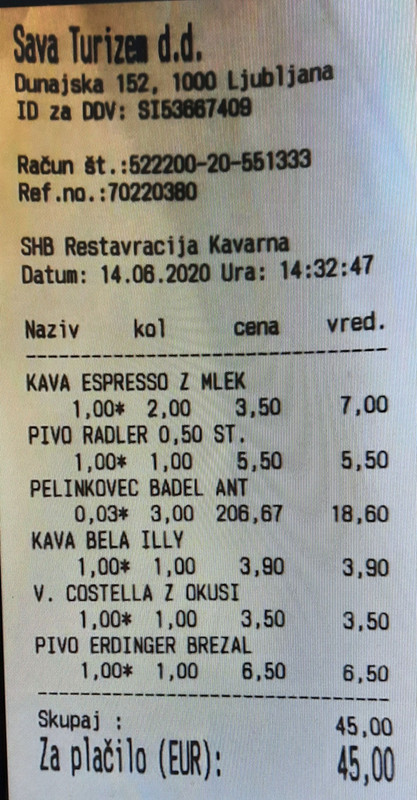 Sava Turizem d.d.
Dunajska 152, 1000 Ljubljana
ID za DDV: SI53667409
Račun št.:522200-20-551333
Ref.no.:70220380
SHB Restavracija Kavarna
Datum: 14.06.2020 Ura: 14:32:47
Naziv kol cena vred.
KAVA ESPRESSO Z MLEK
1,00* 2,00 3,50 7,00
PIVO RADLER 0,50 ST.
1,00* 1,00 5,50 5,50
PELINKOVEC BADEL ANT
0,03* 3,00 206,67 18,60
KAVA BELA ILLY
1,00* 1,00 3,90 3,90
V. COSTELLA Z OKUSI
1,00* 1,00 3,50 3,50
PIVO ERDINGER BREZAL
1,00* 1,00 6,50 6,50
Skupaj : 45,00
Za plačilo (EUR): 45,00